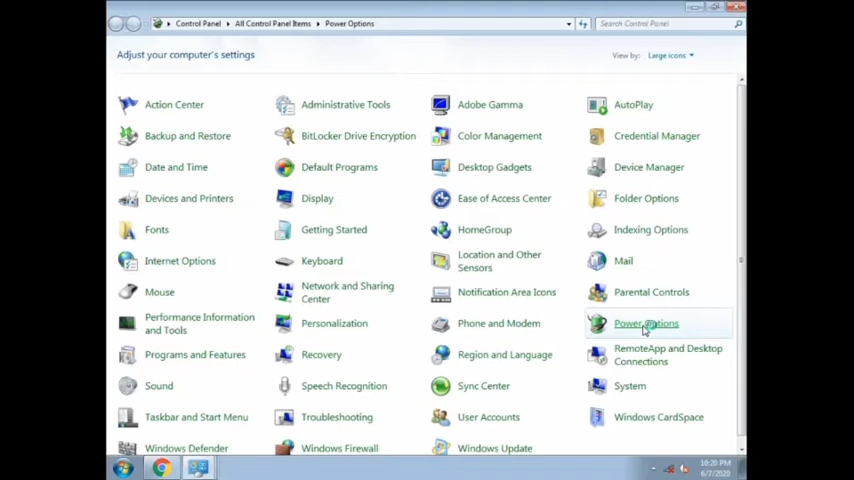 Control Panel All Control Panel Items Power Options
Search Control Panel
Adjust your computer's settings
View by: Large icons
Action Center
Administrative Tools
Adobe Gamma
AutoPlay
Backup and Restore
BitLocker Drive Encryption
Color Management
Credential Manager
Date and Time
Default Programs
Desktop Gadgets
Device Manager
Devices and Printers
Display
Ease of Access Center
Folder Options
Fonts
Getting Started
HomeGroup
Indexing Options
Internet Options
Keyboard
Location and Other
Sensors
Mail
Mouse
Network and Sharing
Center
Notification Area Icons
Parental Controls
Performance Information
and Tools
Personalization
Phone and Modem
Power Options
Programs and Features
Recovery
Region and Language
RemoteApp and Desktop
Connections
Sound
Speech Recognition
Sync Center
System
Taskbar and Start Menu
Troubleshooting
User Accounts
Windows CardSpace
Windows Defender
Windows Firewall
Windows Update
10:20 PM
6/7/2020